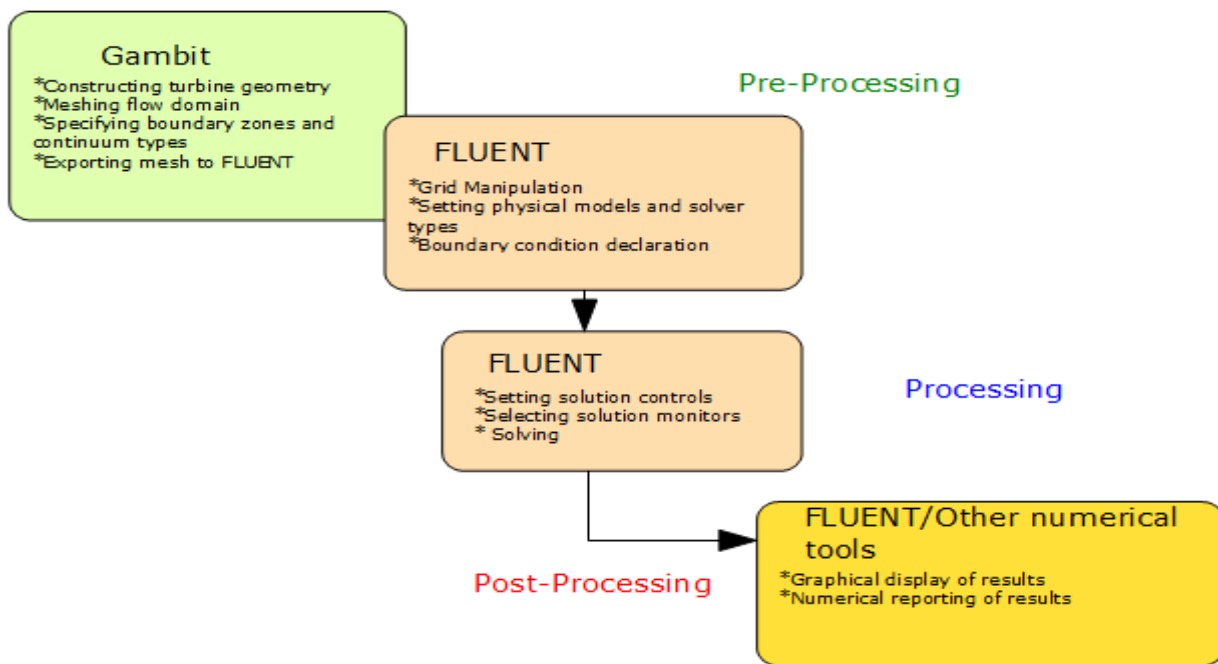 Gambit
*Constructing turbine geometry
*Meshing flow domain
*Specifying boundary zones and
continuum types
*Exporting mesh to FLUENT
Pre-Processing
FLUENT
*Grid Manipulation
*Setting physical models and solver
types
*Boundary condition declaration
FLUENT
*Setting solution controls
*Selecting solution monitors
* Solving
Processing
FLUENT/Other numerical
tools
*Graphical display of results
*Numerical reporting of results
Post-Processing